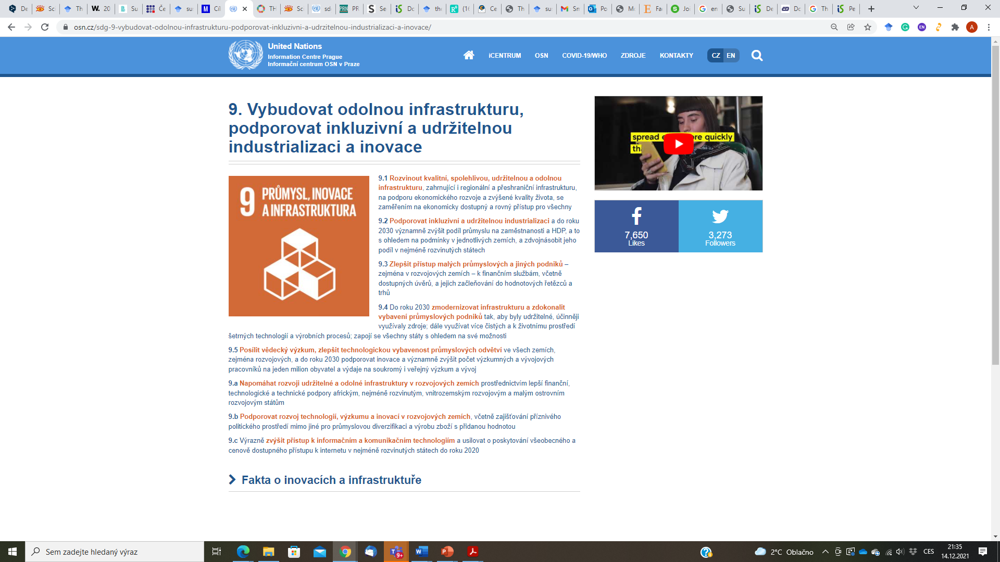 De
Sci
Th
W. 20
Su
Če
su:
M Cíl
TH
Sci
sd
PRN PR
S Se
iS Dc
the
(16
Ce
Th
su:
Sm
Po
Mo
E Fa
Joi
en
Su
iS De
Dc
Th
iS Pe
osn.cz/sdg-9-vybudovat-odolnou-infrastrukturu-podporovat-inkluzivni-a-udrzitelnou-industrializaci-a-inovace/
EN
A
United Nations
Information Centre Prague
Informační centrum OSN v Praze
iCENTRUM OSN COVID-19/WHO ZDROJE KONTAKTY CZ EN
9. Vybudovat odolnou infrastrukturu,
podporovat inkluzivní a udržitelnou
industrializaci a inovace
9 PRŮMYSL, INOVACE
A INFRASTRUKTURA
9.1 Rozvinout kvalitní, spolehlivou, udržitelnou a odolnou
infrastrukturu, zahrnující i regionální a přeshraniční infrastrukturu,
na podporu ekonomického rozvoje a zvýšené kvality života, se
zaměřením na ekonomicky dostupný a rovný přístup pro všechny
9.2 Podporovat inkluzivní a udržitelnou industrializaci a do roku
2030 významně zvýšit podíl průmyslu na zaměstnanosti a HDP, a to
s ohledem na podmínky v jednotlivých zemích, a zdvojnásobit jeho
podíl v nejméně rozvinutých státech
9.3 Zlepšit přístup malých průmyslových a jiných podniků –
zejména v rozvojových zemích – k finančním službám, včetně
dostupných úvěrů, a jejich začleňování do hodnotových řetězců a
trhů
9.4 Do roku 2030 zmodernizovat infrastrukturu a zdokonalit
vybavení průmyslových podniků tak, aby byly udržitelné, účinněji
využívaly zdroje; dále využívat více čistých a k životnímu prostředí
šetrných technologií a výrobních procesů; zapojí se všechny státy s ohledem na své možnosti
9.5 Posílit vědecký výzkum, zlepšit technologickou vybavenost průmyslových odvětví ve všech zemích,
zejména rozvojových, a do roku 2030 podporovat inovace a významně zvýšit počet výzkumných a vývojových
pracovníků na jeden milion obyvatel a výdaje na soukromý i veřejný výzkum a vývoj
9.a Napomáhat rozvoji udržitelné a odolné infrastruktury v rozvojových zemích prostřednictvím lepší finanční,
technologické a technické podpory africkým, nejméně rozvinutým, vnitrozemským rozvojovým a malým ostrovním
rozvojovým státům
9.b Podporovat rozvoj technologií, výzkumu a inovací v rozvojových zemích, včetně zajišťování příznivého
politického prostředí mimo jiné pro průmyslovou diverzifikaci a výrobu zboží s přidanou hodnotou
9.c Výrazně zvýšit přístup k informačním a komunikačním technologiím a usilovat o poskytování všeobecného a
cenově dostupného přístupu k internetu v nejméně rozvinutých státech do roku 2020
Fakta o inovacích a infrastruktuře
spread re quickly
7,650
Likes
3,273
Followers
Sem zadejte hledaný výraz
9+
2°C Oblačno
CES
21:35
14.12.2021